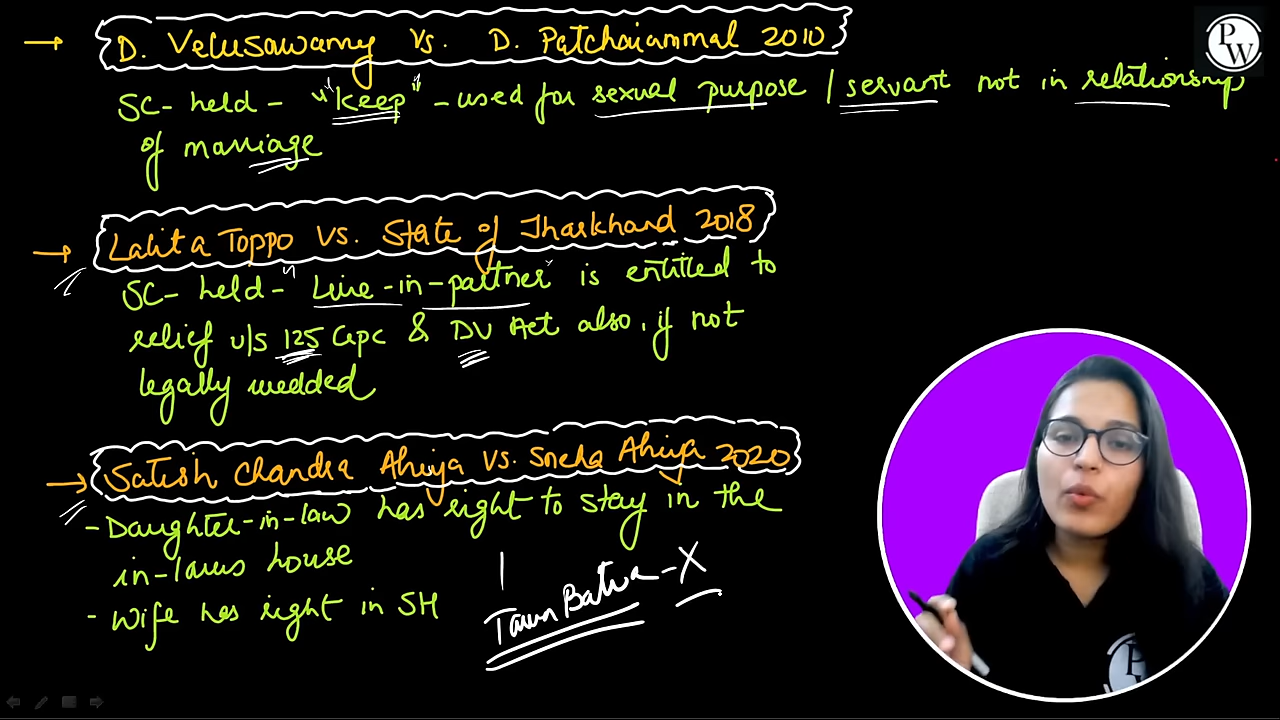 → D. Velusawamy Vs. D. Patchaiammal 2010
SC- held - "Keep" - used for sexual purpose / servant not in relationship
of marriage
→ Lalita Toppo vs. State of Jharkhand 2018
SC- held - "Live-in-partner" is entitled to
relief u/s 125 Crpc & DV Act also, if not
legally wedded
→ Satish Chandra Ahuja vs. Sneha Ahuja 2020
- Daughter-in-law has right to stay in the
in-laws house
- Wife has right in SH
Tarun Batra - X
PW
PW